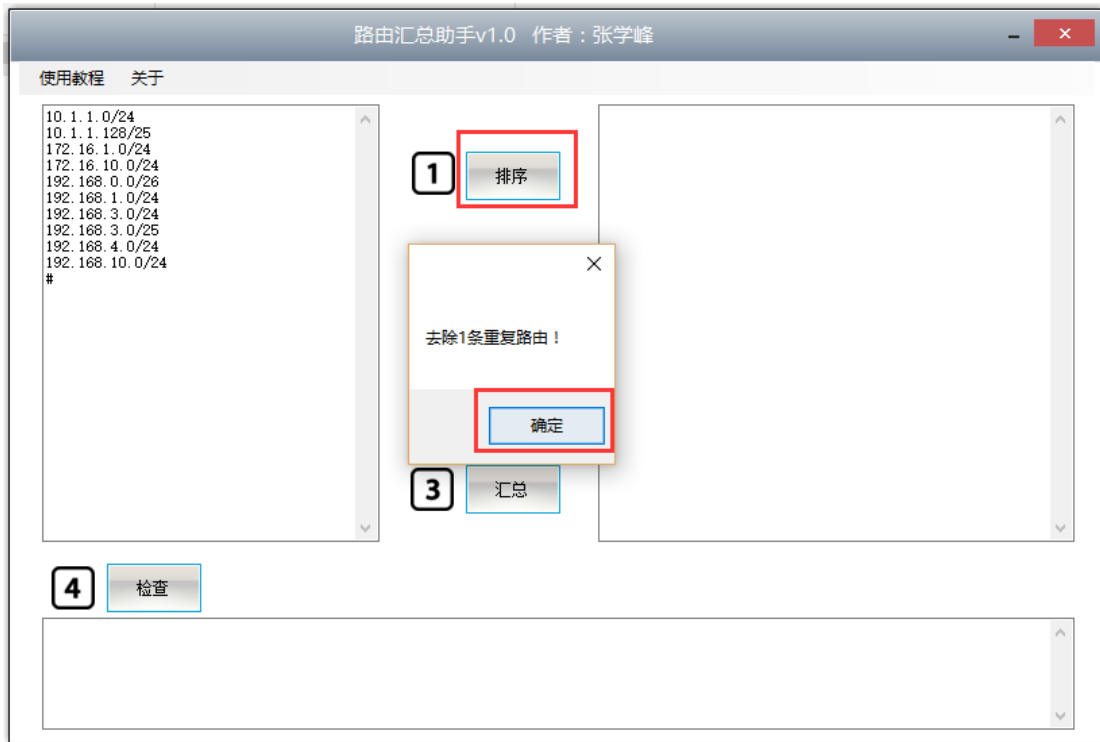 路由汇总助手v1.0 作者：张学峰
使用教程 关于
10.1.1.0/24
10.1.1.128/25
172.16.1.0/24
172.16.10.0/24
192.168.0.0/26
192.168.1.0/24
192.168.3.0/24
192.168.3.0/25
192.168.4.0/24
192.168.10.0/24
#
1 排序
去除1条重复路由！
确定
3 汇总
4 检查